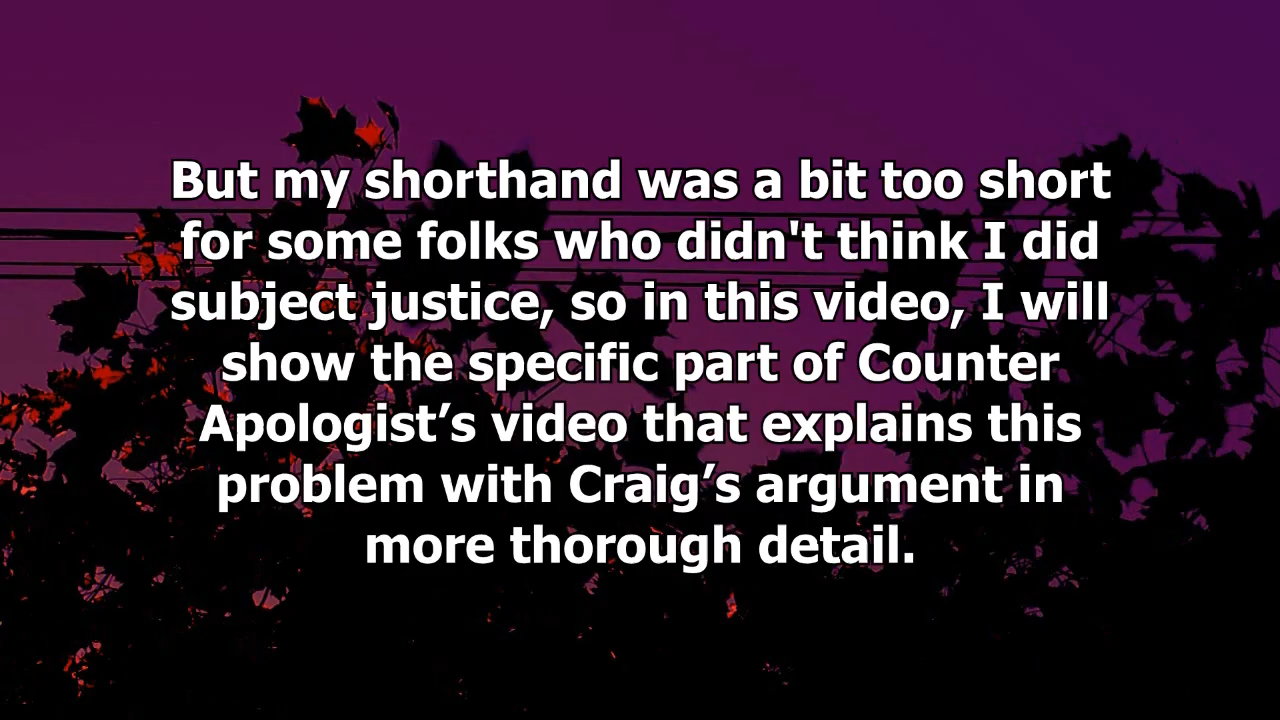 But my shorthand was a bit too short
for some folks who didn't think I did
subject justice, so in this video, I will
show the specific part of Counter
Apologist’s video that explains this
problem with Craig’s argument in
more thorough detail.